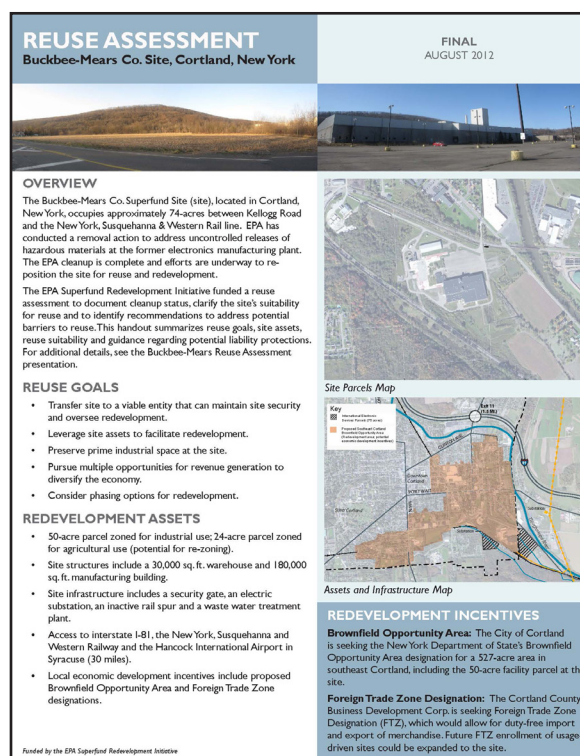 REUSE ASSESSMENT
Buckbee-Mears Co. Site, Cortland, New York
FINAL
AUGUST 2012
OVERVIEW
The Buckbee-Mears Co. Superfund Site (site), located in Cortland,
New York, occupies approximately 74-acres between Kellogg Road
and the New York, Susquehanna & Western Rail line. EPA has
conducted a removal action to address uncontrolled releases of
hazardous materials at the former electronics manufacturing plant.
The EPA cleanup is complete and efforts are underway to re-
position the site for reuse and redevelopment.
The EPA Superfund Redevelopment Initiative funded a reuse
assessment to document cleanup status, clarify the site's suitability
for reuse and to identify recommendations to address potential
barriers to reuse. This handout summarizes reuse goals, site assets,
reuse suitability and guidance regarding potential liability protections.
For additional details, see the Buckbee-Mears Reuse Assessment
presentation.
REUSE GOALS
• Transfer site to a viable entity that can maintain site security
and oversee redevelopment.
• Leverage site assets to facilitate redevelopment.
• Preserve prime industrial space at the site.
• Pursue multiple opportunities for revenue generation to
diversify the economy.
• Consider phasing options for redevelopment.
REDEVELOPMENT ASSETS
• 50-acre parcel zoned for industrial use; 24-acre parcel zoned
for agricultural use (potential for re-zoning).
• Site structures include a 30,000 sq. ft. warehouse and 180,000
sq. ft. manufacturing building.
• Site infrastructure includes a security gate, an electric
substation, an inactive rail spur and a waste water treatment
plant.
• Access to interstate I-81, the New York, Susquehanna and
Western Railway and the Hancock International Airport in
Syracuse (30 miles).
• Local economic development incentives include proposed
Brownfield Opportunity Area and Foreign Trade Zone
designations.
Funded by the EPA Superfund Redevelopment Initiative
Site Parcels Map
Key
Exit 11
Assets and Infrastructure Map
REDEVELOPMENT INCENTIVES
Brownfield Opportunity Area: The City of Cortland
is seeking the New York Department of State's Brownfield
Opportunity Area designation for a 527-acre area in
southeast Cortland, including the 50-acre facility parcel at the
site.
Foreign Trade Zone Designation: The Cortland County
Business Development Corp. is seeking Foreign Trade Zone
Designation (FTZ), which would allow for duty-free import
and export of merchandise. Future FTZ enrollment of usage
driven sites could be expanded to the site.